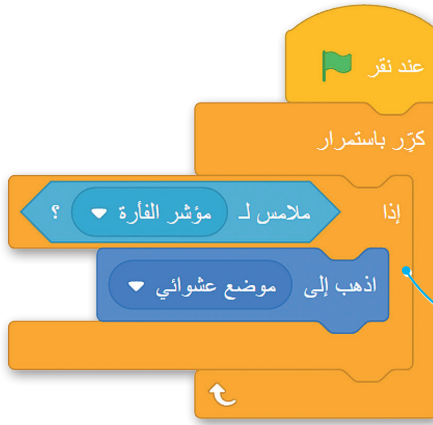 عند نقر
كرّر باستمرار
إذا ملامس لـ مؤشر الفأرة ؟
اذهب إلى موضع عشوائي